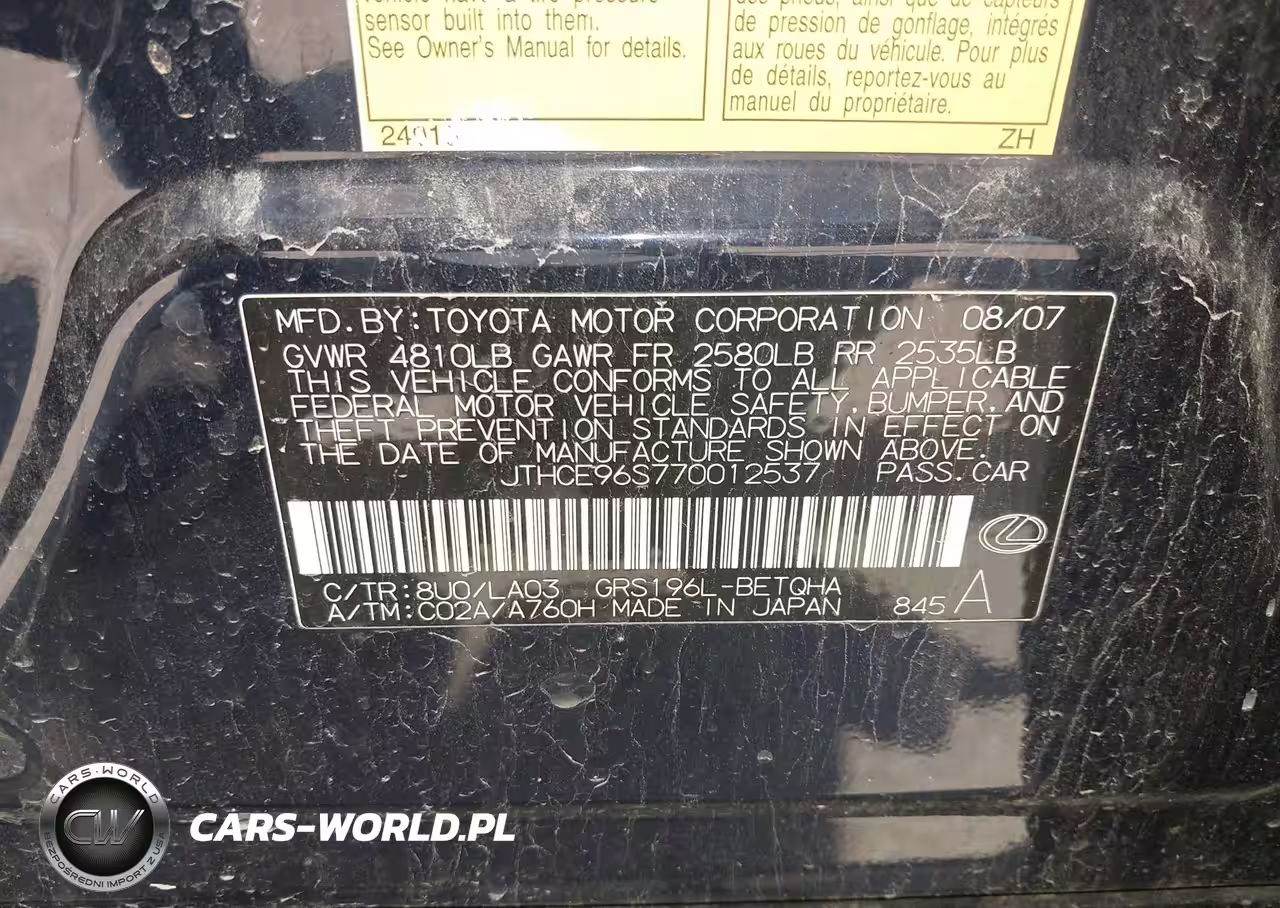 sensor built into them.
See Owner's Manual for details.
de pression de gonflage, intégrés
aux roues du véhicule. Pour plus
de détails, reportez-vous au
manuel du propriétaire.
ZH
MFD.BY:TOYOTA MOTOR CORPORATION 08/07
GVWR 4810LB GAWR FR 2580LB RR 2535LB
THIS VEHICLE CONFORMS TO ALL APPLICABLE
FEDERAL MOTOR VEHICLE SAFETY,BUMPER,AND
THEFT PREVENTION STANDARDS IN EFFECT ON
THE DATE OF MANUFACTURE SHOWN ABOVE.
JTHCE96S770012537 PASS.CAR
C/TR:8U0/LA03 GRS196L-BETQHA
A/TM:C02A/A760H MADE IN JAPAN 845 A
CARS-WORLD
CW
BEZPOŚREDNI IMPORT Z USA
CARS-WORLD.PL